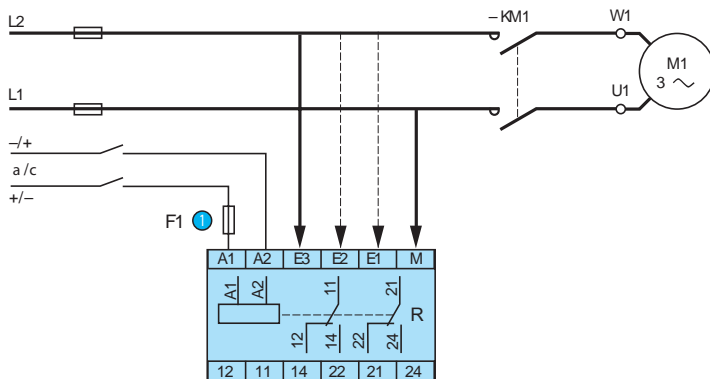 L2
– KM1
W1
M1
3
L1
U1
–/+
a/c
+/–
F1 1
A1 A2 E3 E2 E1 M
A1 A2 11 21
R
12 14 22 24
12 11 14 22 21 24